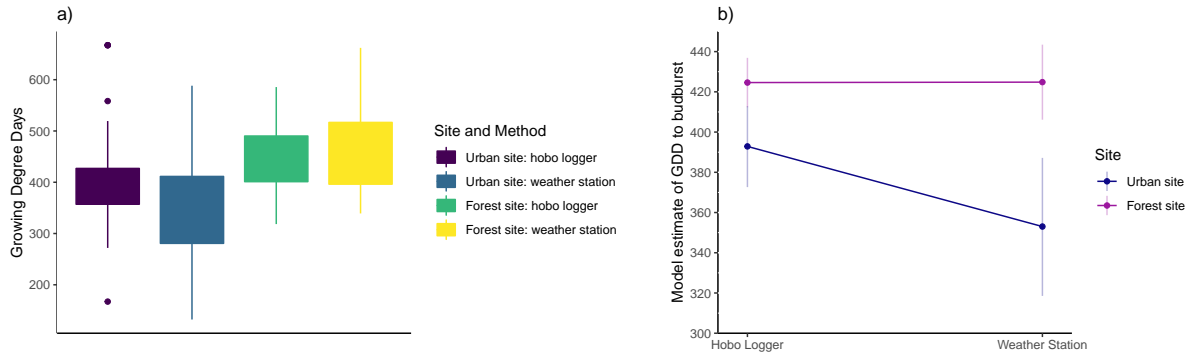 a)
Growing Degree Days
600
500
400
300
200
Site and Method
Urban site: hobo logger
Urban site: weather station
Forest site: hobo logger
Forest site: weather station
b)
Model estimate of GDD to budburst
440
420
400
380
360
340
320
300
Hobo Logger
Weather Station
Site
Urban site
Forest site